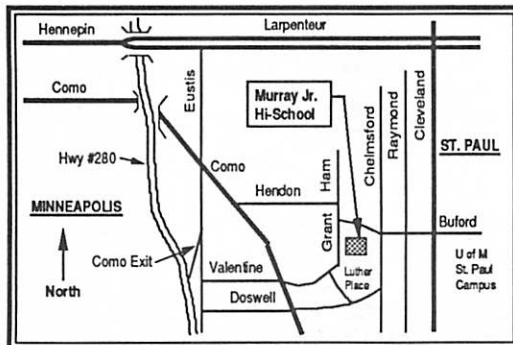 Hennepin
Larpenteur
Como
Eustis
Murray Jr.
Hi-School
Chelmsford
Raymond
Cleveland
ST. PAUL
Hwy #280
Como
Ham
Hendon
MINNEAPOLIS
Grant
Buford
Como Exit
Valentine
Luther
Place
U of M
St. Paul
Campus
North
Doswell